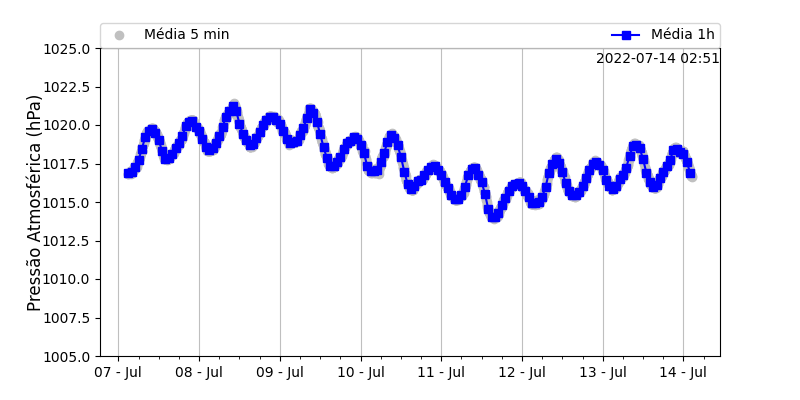 Média 5 min
Média 1h
2022-07-14 02:51
Pressão Atmosférica (hPa)
1025.0
1022.5
1020.0
1017.5
1015.0
1012.5
1010.0
1007.5
1005.0
07 - Jul
08 - Jul
09 - Jul
10 - Jul
11 - Jul
12 - Jul
13 - Jul
14 - Jul